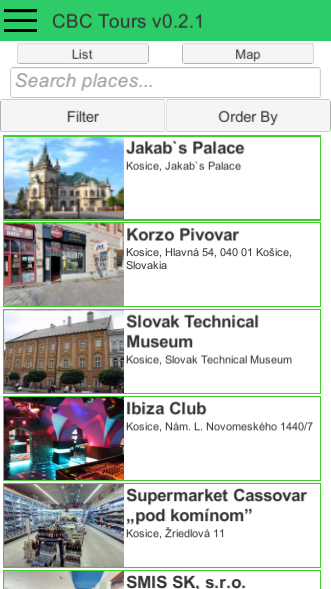 CBC Tours v0.2.1
List
Map
Search places...
Filter
Order By
Jakab`s Palace
Kosice, Jakab`s Palace
Korzo Pivovar
Kosice, Hlavná 54, 040 01 Košice,
Slovakia
Slovak Technical
Museum
Kosice, Slovak Technical Museum
Ibiza Club
Kosice, Nám. L. Novomeského 1440/7
Supermarket Cassovar
„pod komínom”
Kosice, Žriedlová 11
SMIS SK, s.r.o.